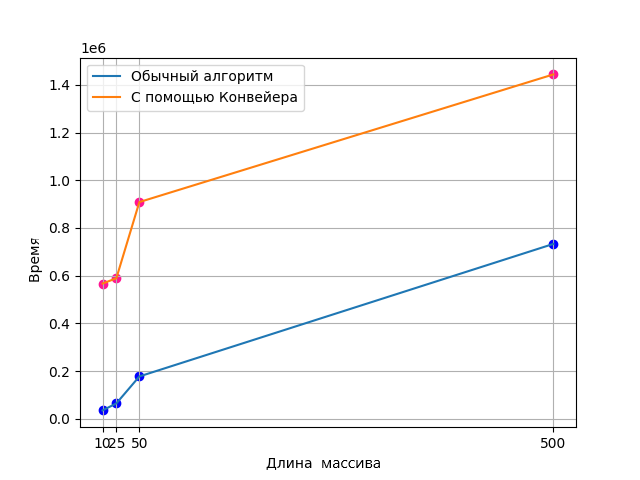 1e6
Обычный алгоритм
С помощью Конвейера
1.4
1.2
1.0
0.8
0.6
0.4
0.2
0.0
Время
10 25 50 500
Длина массива